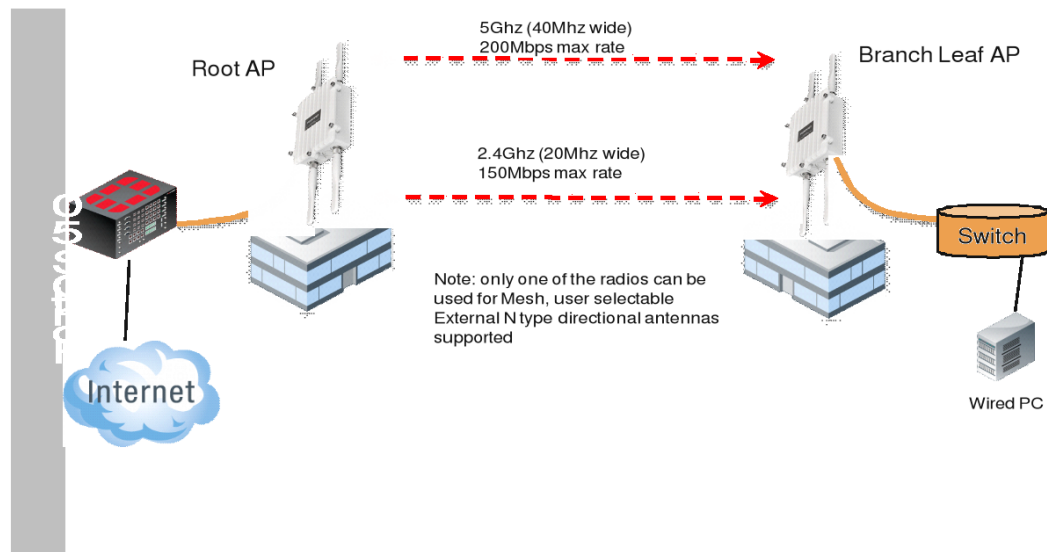 5Ghz (40Mhz wide)
200Mbps max rate
Root AP
Branch Leaf AP
2.4Ghz (20Mhz wide)
150Mbps max rate
Switch
Note: only one of the radios can be
used for Mesh, user selectable
External N type directional antennas
supported
Internet
Wired PC